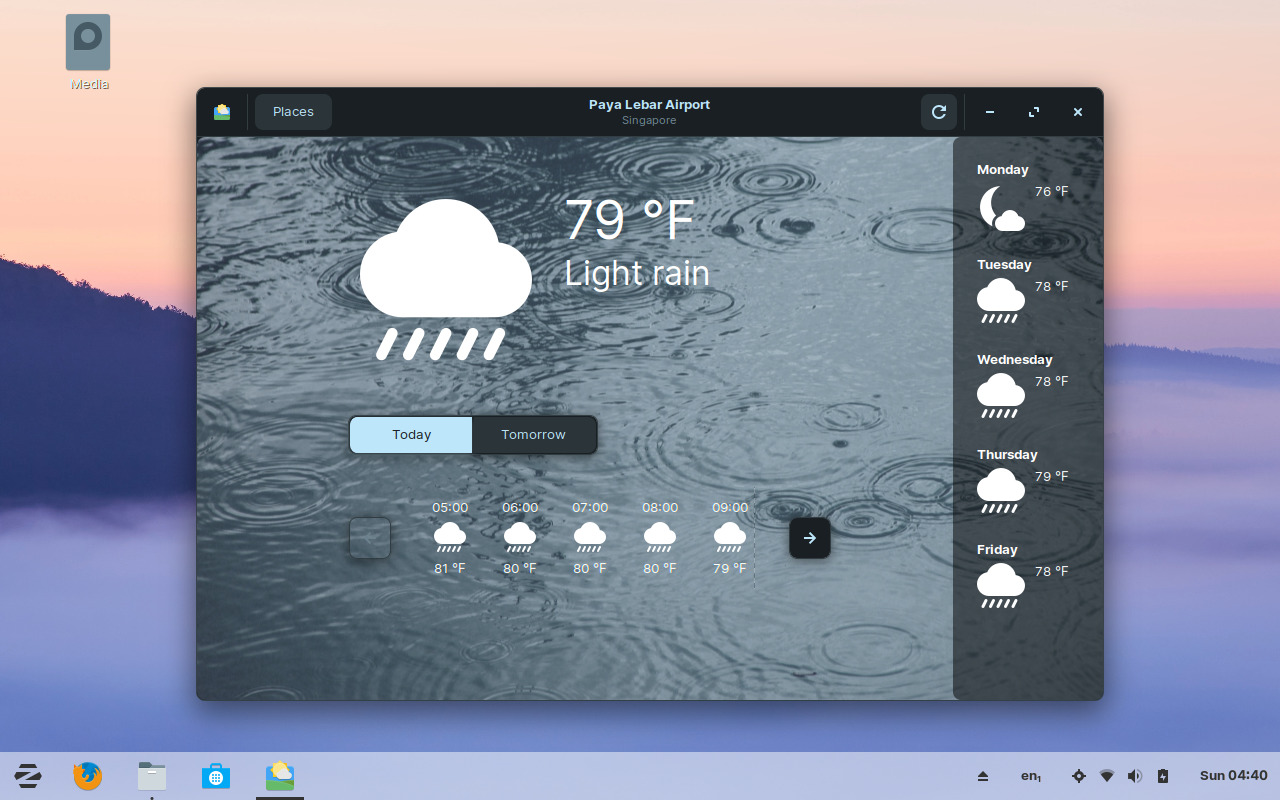 Media
Places
Paya Lebar Airport
Singapore
79 °F
Light rain
Today
Tomorrow
05:00 06:00 07:00 08:00 09:00
81 °F 80 °F 80 °F 80 °F 79 °F
Monday
76 °F
Tuesday
78 °F
Wednesday
78 °F
Thursday
79 °F
Friday
78 °F
en₁
Sun 04:40